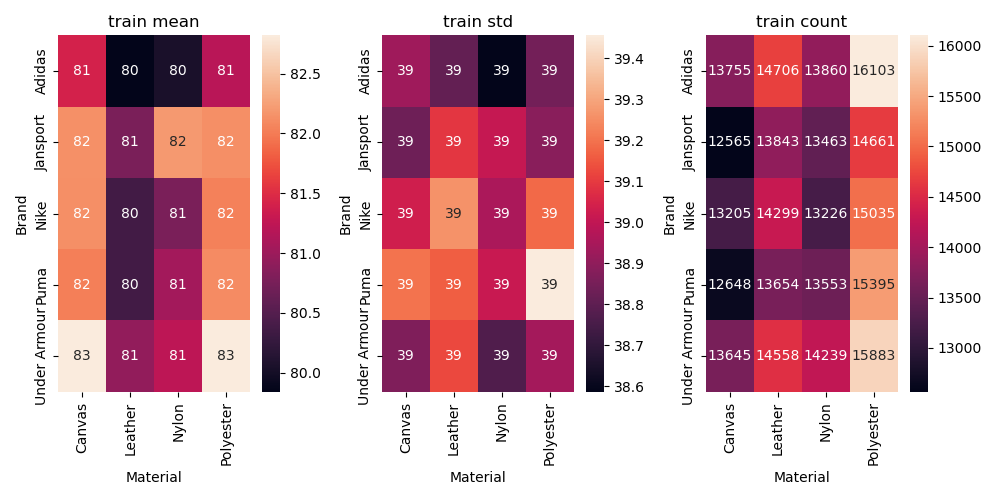 train mean
train std
train count
Brand
Adidas
Jansport
Nike
Puma
Under Armour
81 80 80 81
82 81 82 82
82 80 81 82
82 80 81 82
83 81 81 83
Canvas
Leather
Nylon
Polyester
Material
82.5
82.0
81.5
81.0
80.5
80.0
Brand
Adidas
Jansport
Nike
Puma
Under Armour
39 39 39 39
39 39 39 39
39 39 39 39
39 39 39 39
39 39 39 39
Canvas
Leather
Nylon
Polyester
Material
39.4
39.3
39.2
39.1
39.0
38.9
38.8
38.7
38.6
Brand
Adidas
Jansport
Nike
Puma
Under Armour
13755 14706 13860 16103
12565 13843 13463 14661
13205 14299 13226 15035
12648 13654 13553 15395
13645 14558 14239 15883
Canvas
Leather
Nylon
Polyester
Material
16000
15500
15000
14500
14000
13500
13000